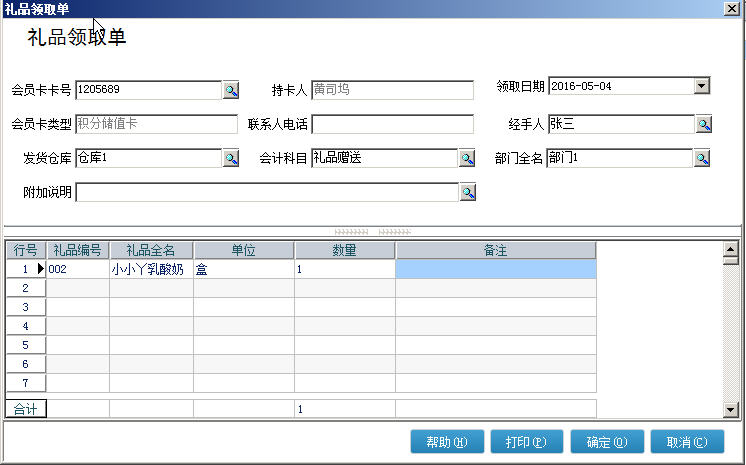 礼品领取单
礼品领取单
会员卡卡号 1205689 持卡人 黄司坞 领取日期 2016-05-04
会员卡类型 积分储值卡 联系人电话 经手人 张三
发货仓库 仓库1 会计科目 礼品赠送 部门全名 部门1
附加说明
行号 礼品编号 礼品全名 单位 数量 备注
1 002 小小丫乳酸奶 盒 1
2
3
4
5
6
7
合计 1
帮助(H) 打印(P) 确定(O) 取消(C)